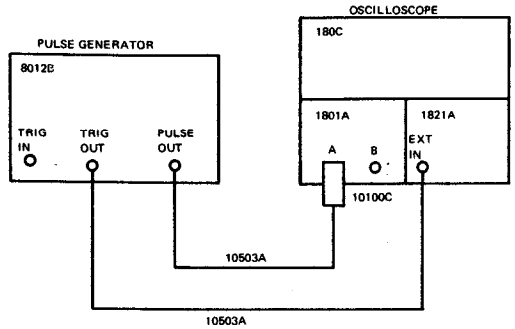 PULSE GENERATOR
8012B
TRIG IN
TRIG OUT
PULSE OUT
OSCILLOSCOPE
180C
1801A
A
B
1821A
EXT IN
10100C
10503A
10503A